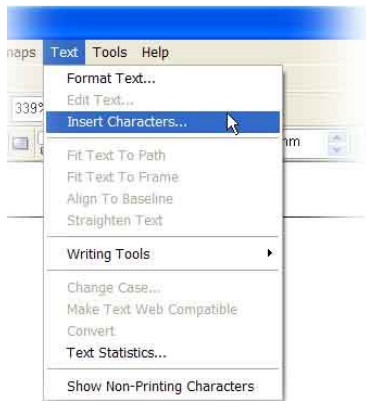 maps Text Tools Help
Format Text...
339%
Edit Text...
Insert Characters...
mm
Fit Text To Path
Fit Text To Frame
Align To Baseline
Straighten Text
Writing Tools
Change Case...
Make Text Web Compatible
Convert
Text Statistics...
Show Non-Printing Characters